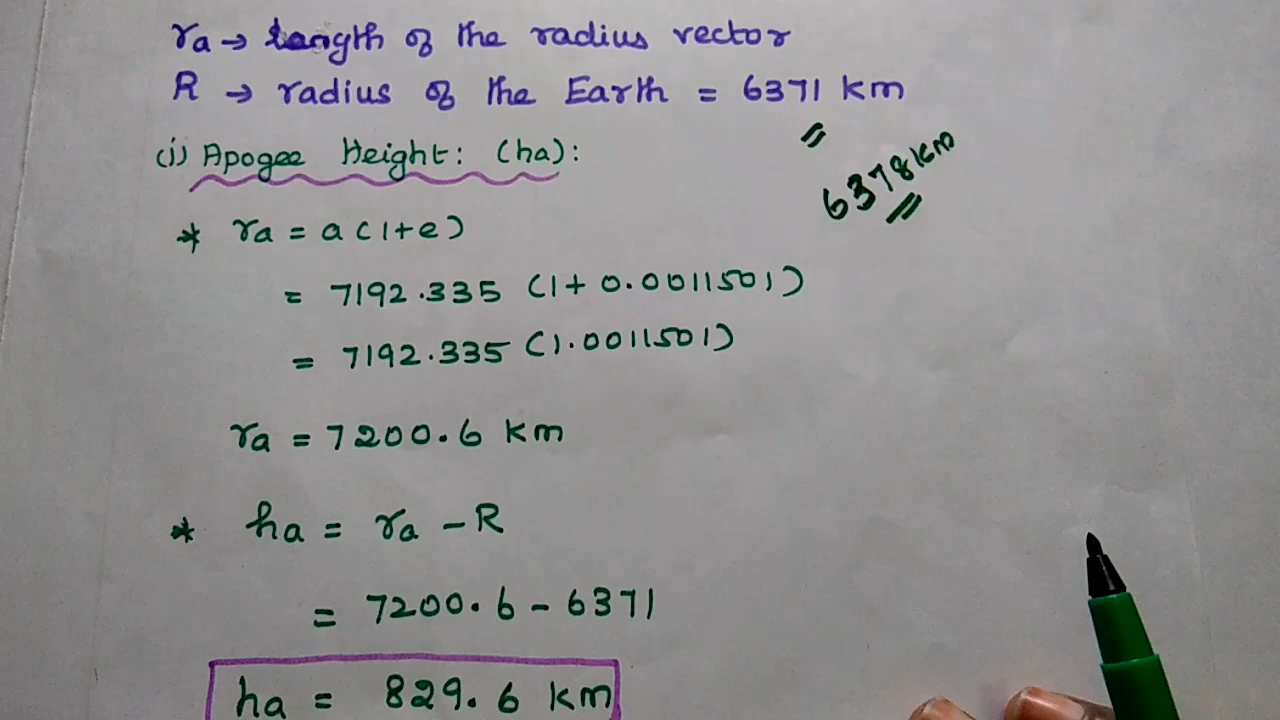 ra → length of the radius vector
R → radius of the Earth = 6371 km
6378 km
(i) Apogee Height: (ha):
* ra = a(1+e)
= 7192.335 (1+0.0011501)
= 7192.335 (1.0011501)
ra = 7200.6 km
* ha = ra - R
= 7200.6 - 6371
ha = 829.6 km